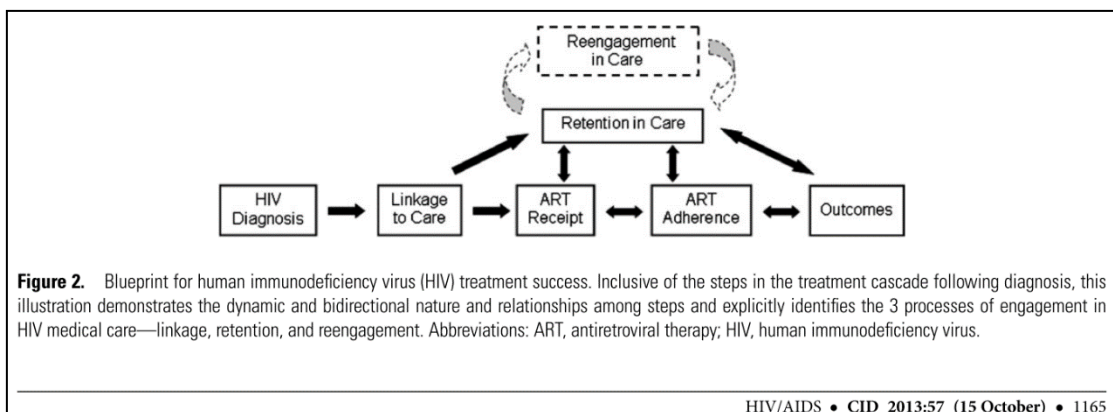 Reengagement
in Care
Retention in Care
HIV
Diagnosis
Linkage
to Care
ART
Receipt
ART
Adherence
Outcomes
Figure 2. Blueprint for human immunodeficiency virus (HIV) treatment success. Inclusive of the steps in the treatment cascade following diagnosis, this
illustration demonstrates the dynamic and bidirectional nature and relationships among steps and explicitly identifies the 3 processes of engagement in
HIV medical care—linkage, retention, and reengagement. Abbreviations: ART, antiretroviral therapy; HIV, human immunodeficiency virus.
HIV/AIDS • CID 2013:57 (15 October) • 1165